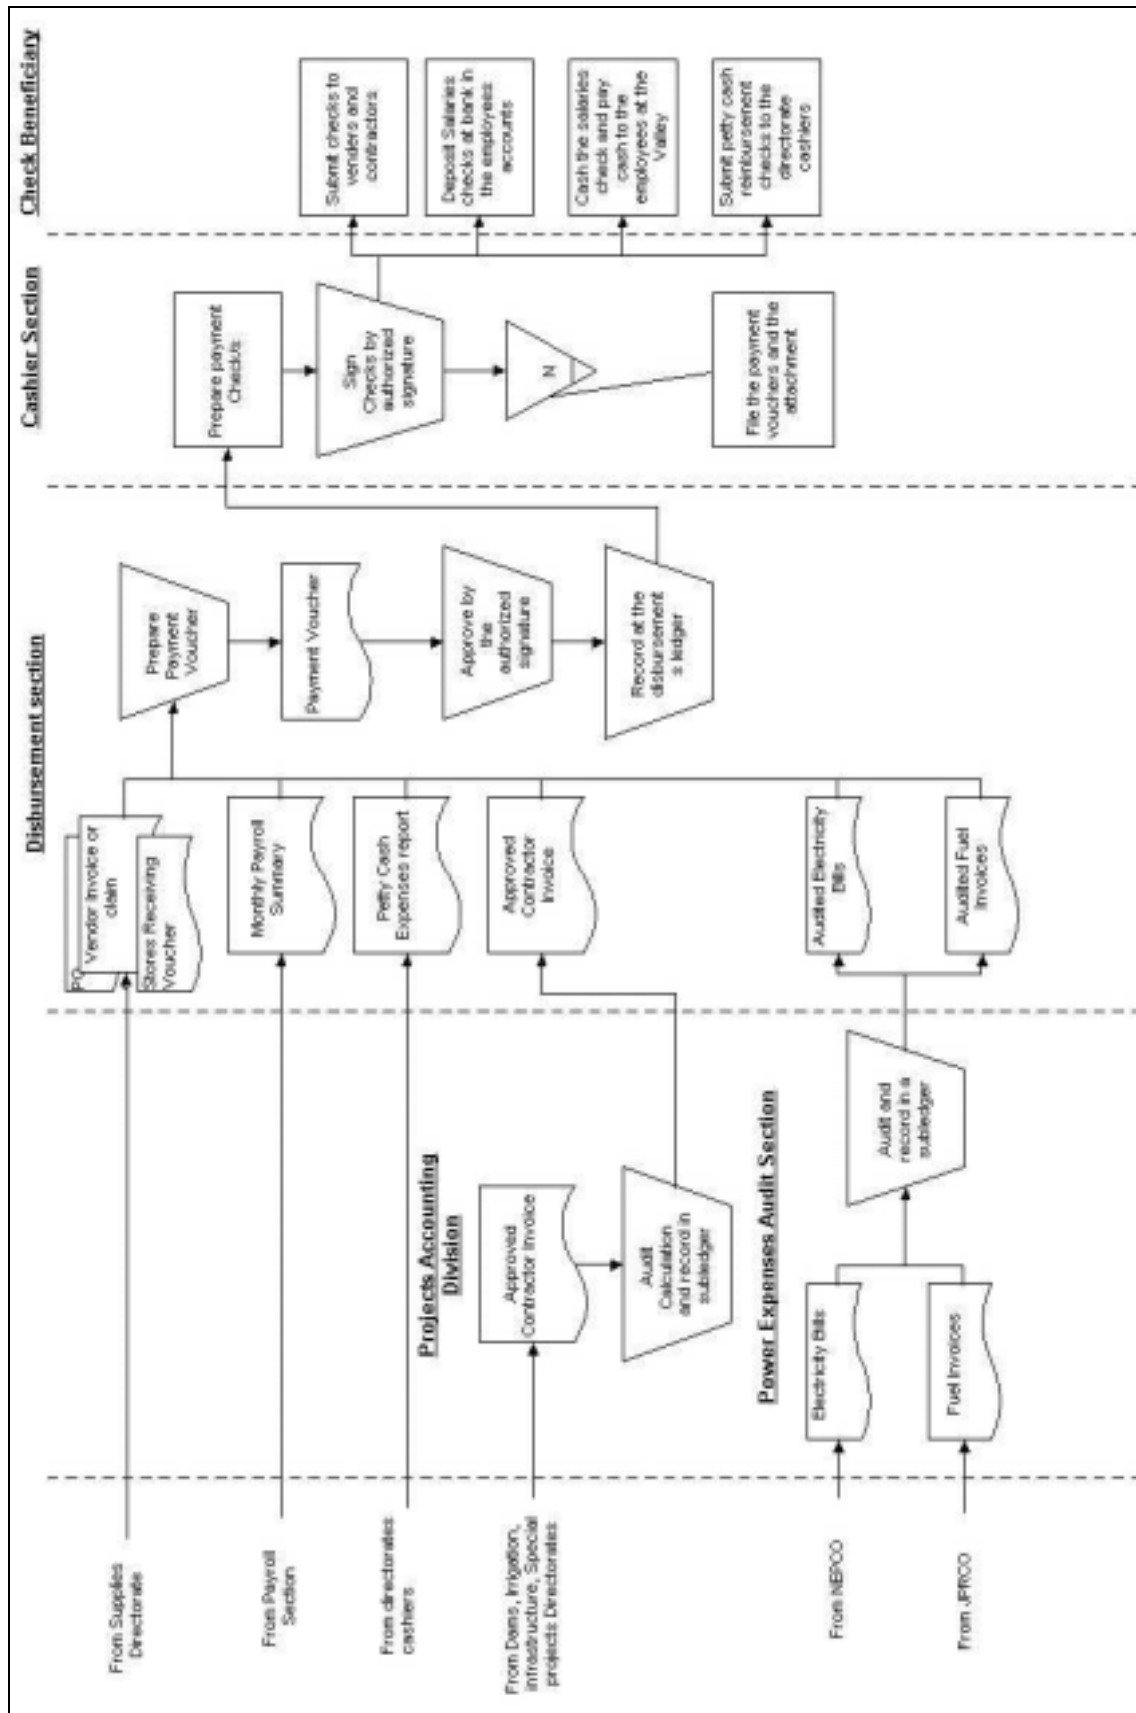 Disbursement section
Cashier Section
Check Beneficiary
From Supplies
Directorate
PO
Vendor Invoice or
claim
Stores Receiving
Voucher
From Payroll
Section
Monthly Payroll
Summary
From directorates
cashiers
Petty Cash
Expenses report
Projects Accounting
Division
From Dams, Irrigation,
infrastructure, Special
projects Directorates
Approved
Contractor Invoice
Audit
Calculation
and record in
subledger
Approved
Contractor
Invoice
Power Expenses Audit Section
From NEPCO
Electricity Bills
From JPRCO
Fuel Invoices
Audit and
record in a
subledger
Audited Electricity
Bills
Audited Fuel
Invoices
Prepare
Payment
Voucher
Payment Voucher
Approve by
the
authorized
signature
Record at the
disbursement
s ledger
Prepare payment
Check/s
Sign
Checks by
authorized
signature
N
File the payment
vouchers and the
attachment
Submit checks to
venders and
contractors
Deposit Salaries
checks at bank in
the employees
accounts
Cash the salaries
check and pay
cash to the
employees at the
Valley
Submit petty cash
reimbursement
checks to the
directorate
cashiers